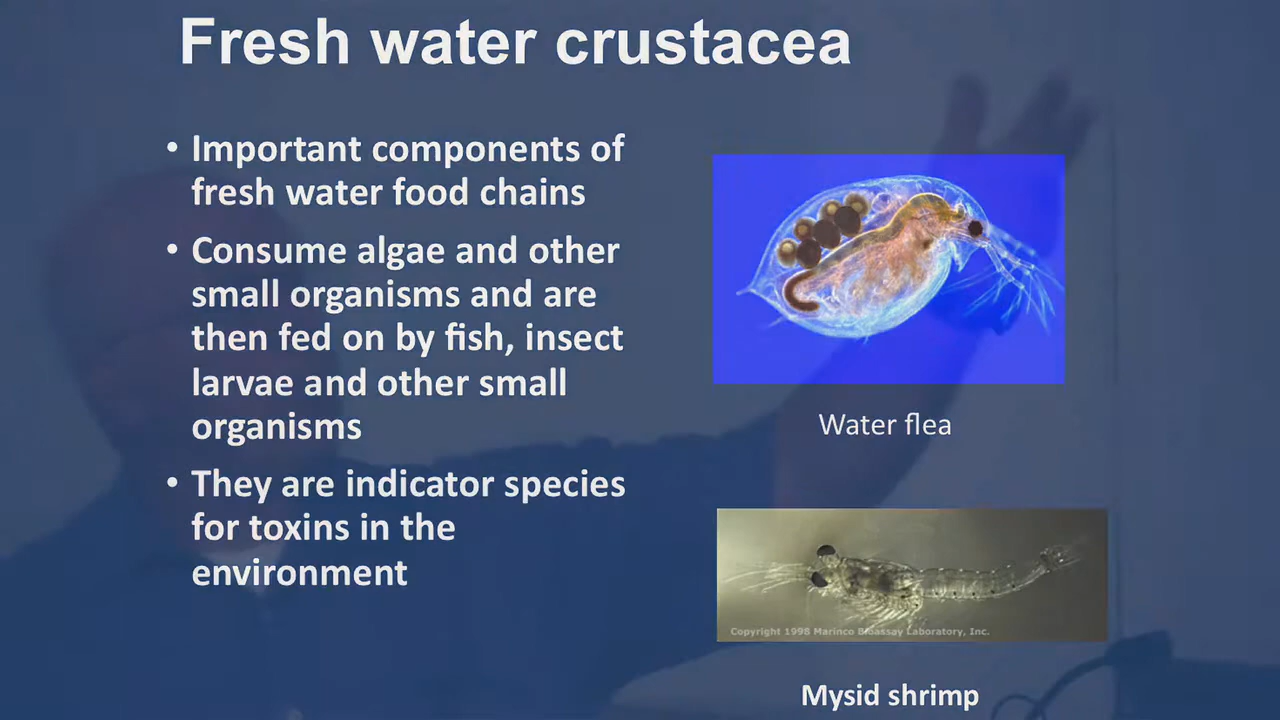 Fresh water crustacea
• Important components of
fresh water food chains
• Consume algae and other
small organisms and are
then fed on by fish, insect
larvae and other small
organisms
• They are indicator species
for toxins in the
environment
Water flea
Copyright 1998 Marinco Bioassay Laboratory, Inc.
Mysid shrimp